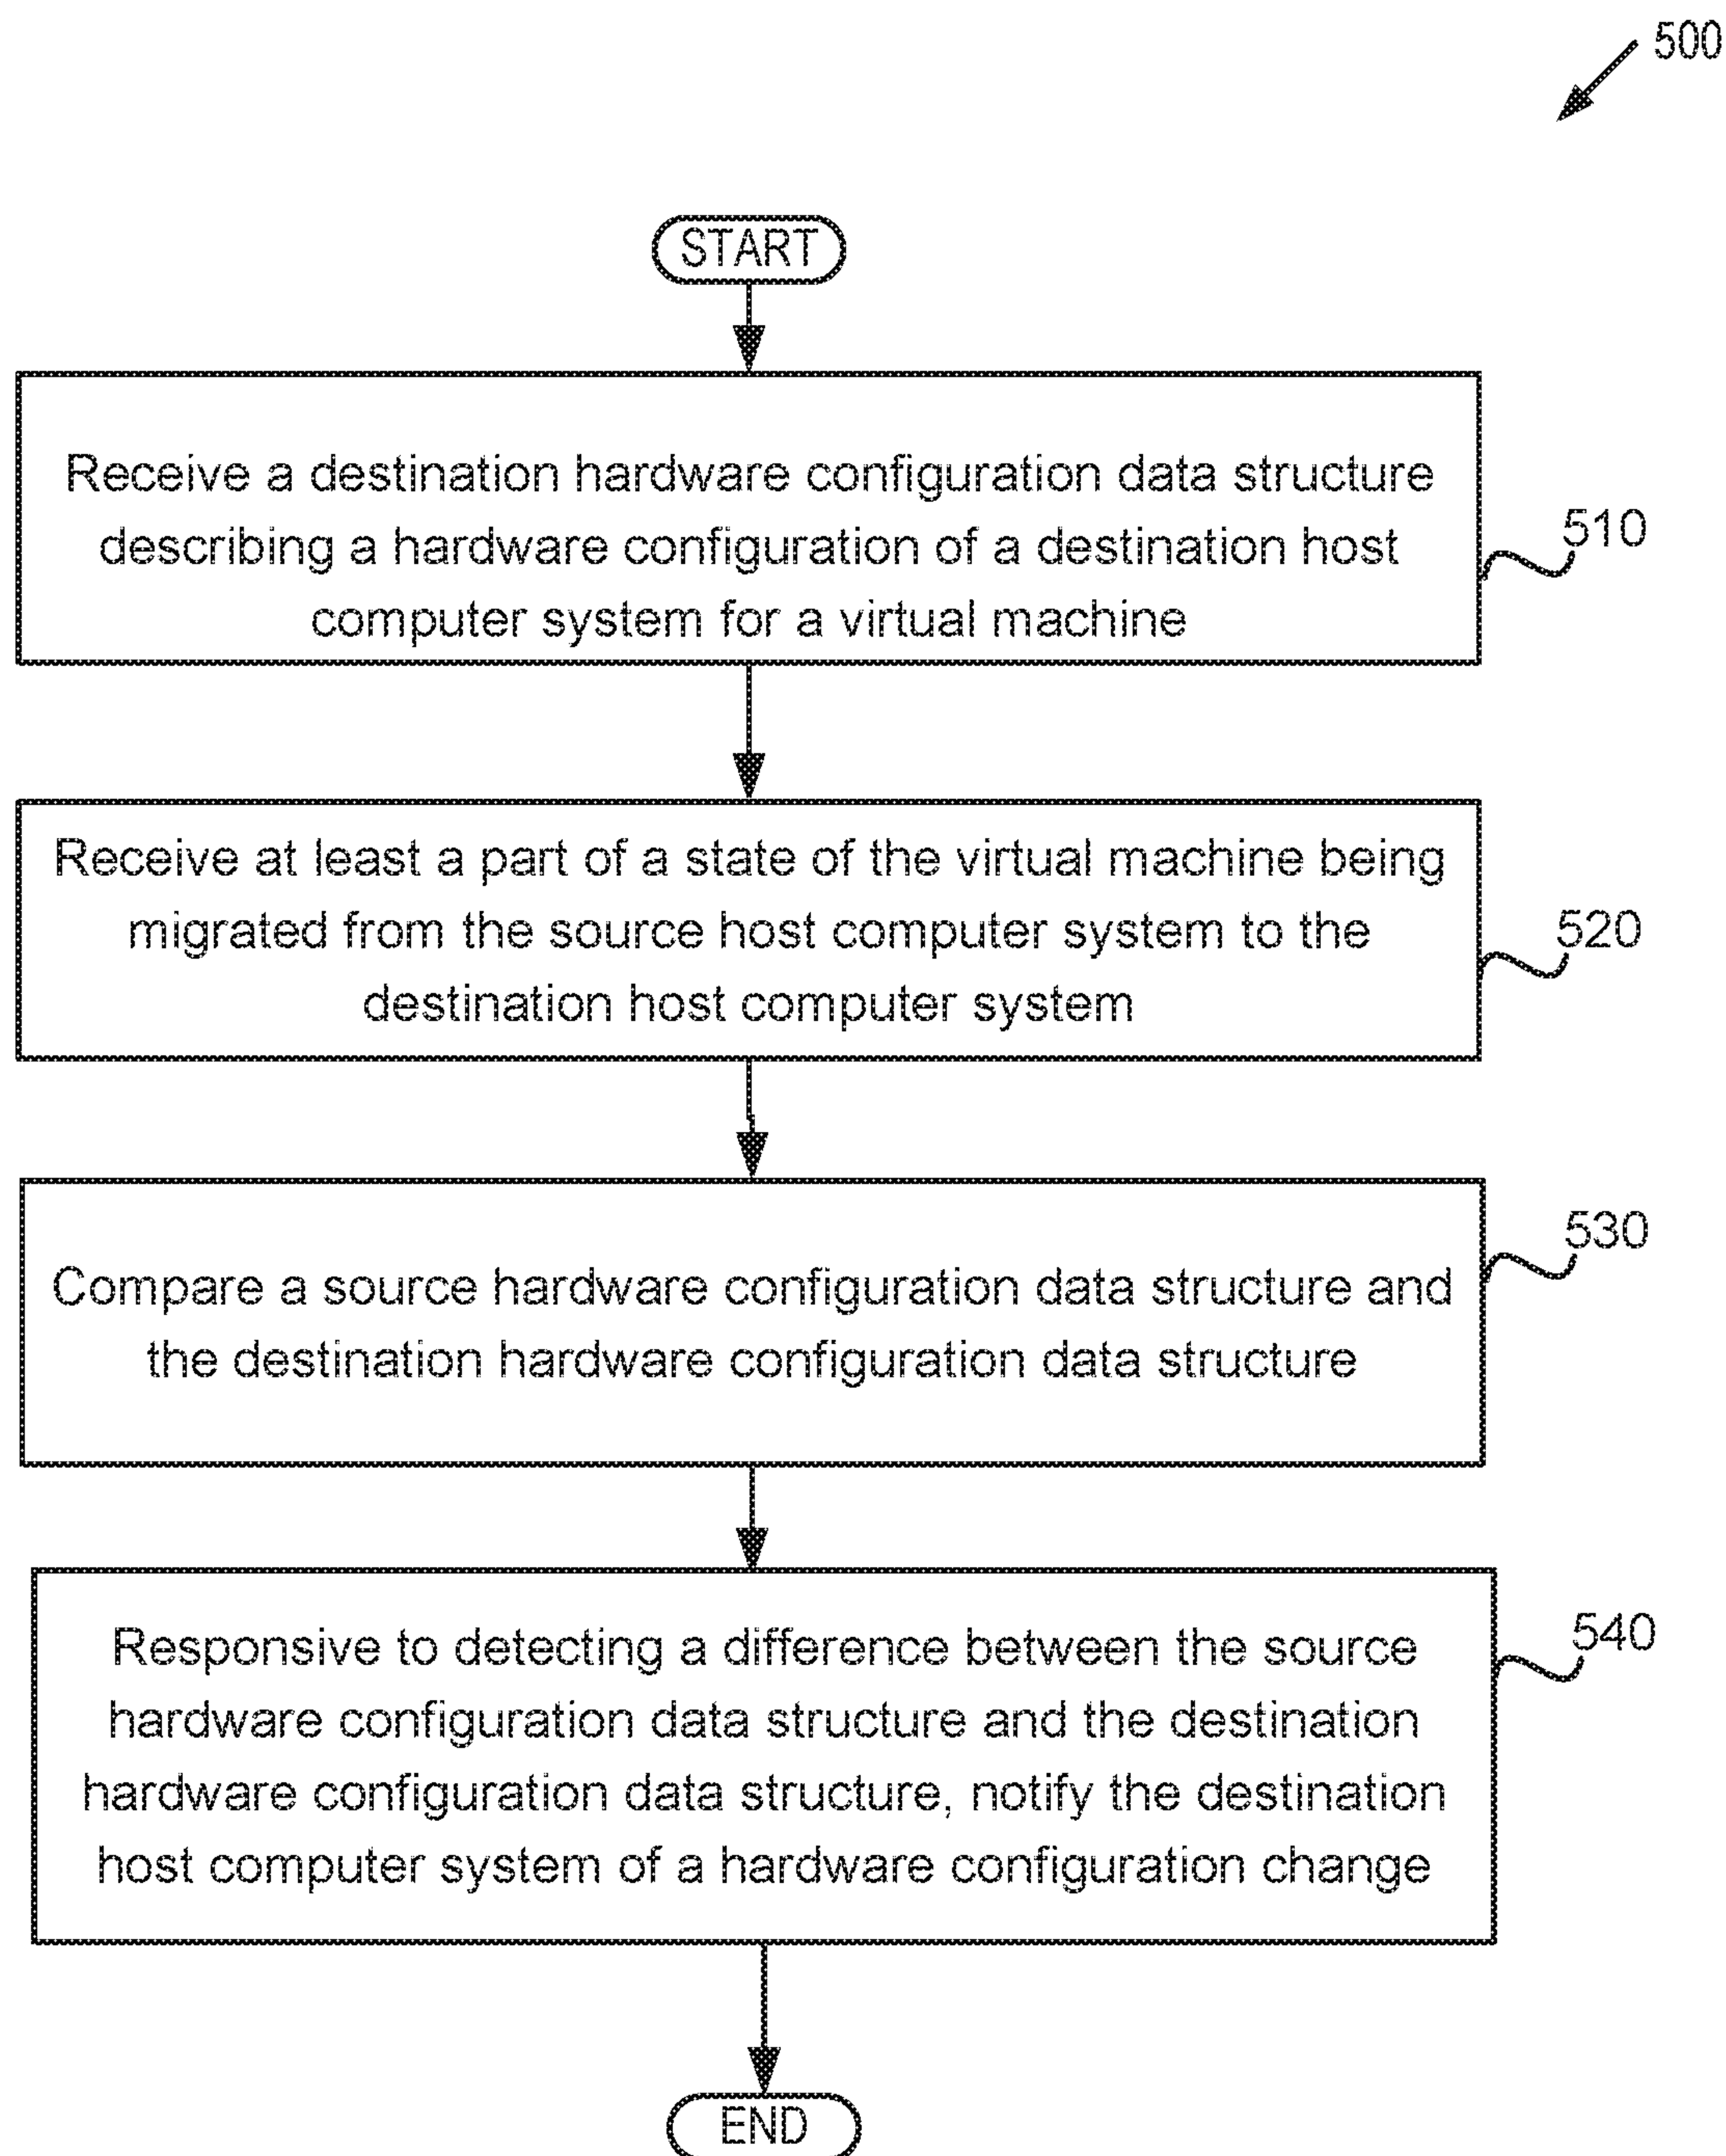 500
START
Receive a destination hardware configuration data structure
describing a hardware configuration of a destination host
computer system for a virtual machine
510
Receive at least a part of a state of the virtual machine being
migrated from the source host computer system to the
destination host computer system
520
Compare a source hardware configuration data structure and
the destination hardware configuration data structure
530
Responsive to detecting a difference between the source
hardware configuration data structure and the destination
hardware configuration data structure, notify the destination
host computer system of a hardware configuration change
540
END